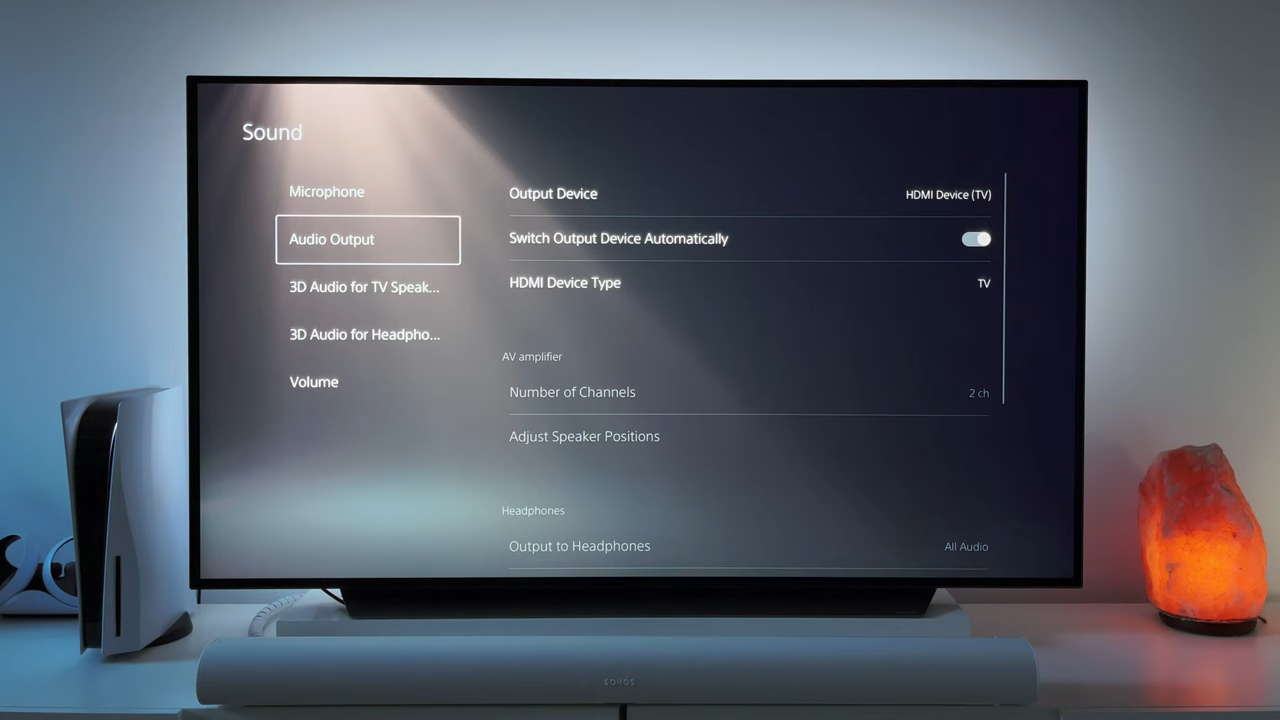 Sound
Microphone
Audio Output
3D Audio for TV Speak...
3D Audio for Headpho...
Volume
Output Device HDMI Device (TV)
Switch Output Device Automatically
HDMI Device Type TV
AV amplifier
Number of Channels 2 ch
Adjust Speaker Positions
Headphones
Output to Headphones All Audio
SONOS